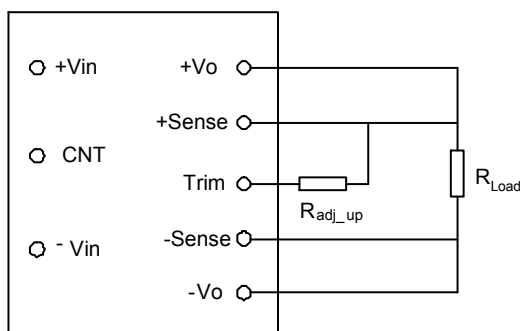 +Vin
+Vo
+Sense
CNT
Trim
R_adj_up
R_Load
- Vin
-Sense
-Vo